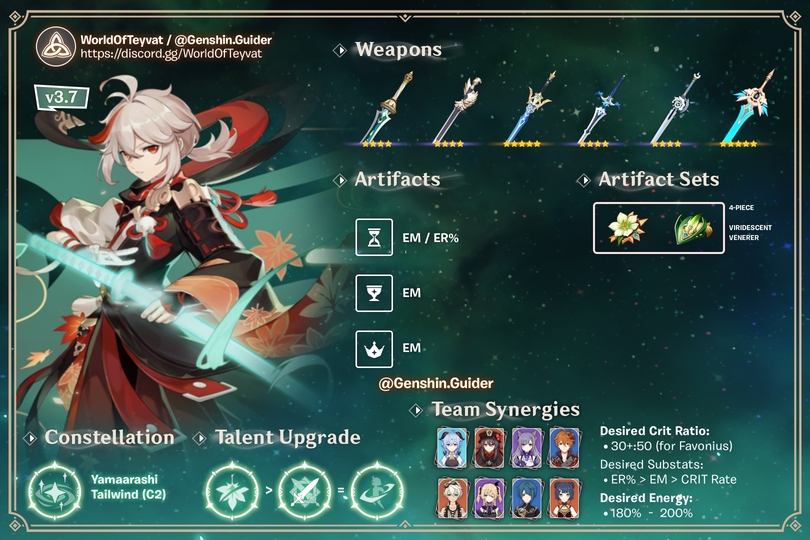 WorldOfTeyvat / @Genshin.Guider
https://discord.gg/WorldOfTeyvat
v3.7
Weapons
Artifacts
EM / ER%
EM
EM
Artifact Sets
4-PIECE
VIRIDESCENT
VENERER
@Genshin.Guider
Constellation
Yamaarashi
Tailwind (C2)
Talent Upgrade
> =
Team Synergies
Desired Crit Ratio:
• 30+:50 (for Favonius)
Desired Substats:
• ER% > EM > CRIT Rate
Desired Energy:
• 180% - 200%